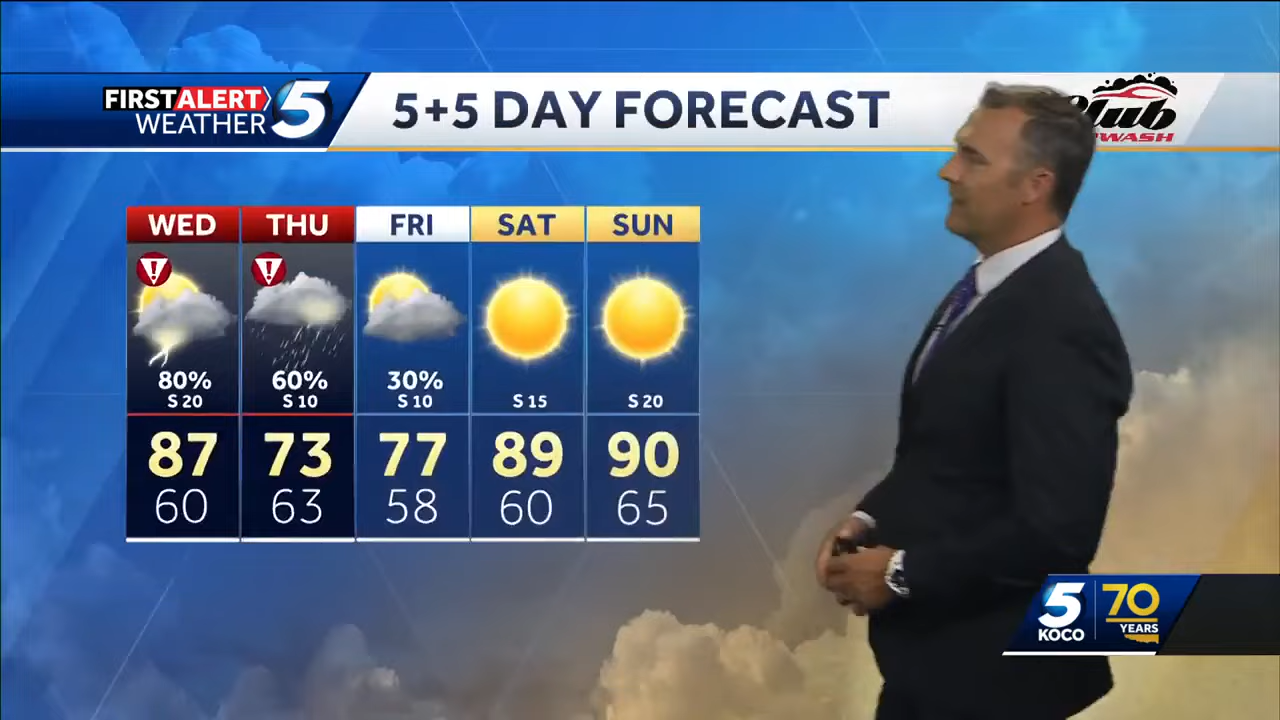 FIRST ALERT
WEATHER 5
5+5 DAY FORECAST
WASH
WED THU FRI SAT SUN
80% 60% 30%
S 20 S 10 S 10 S 15 S 20
87 73 77 89 90
60 63 58 60 65
5 KOCO
70 YEARS